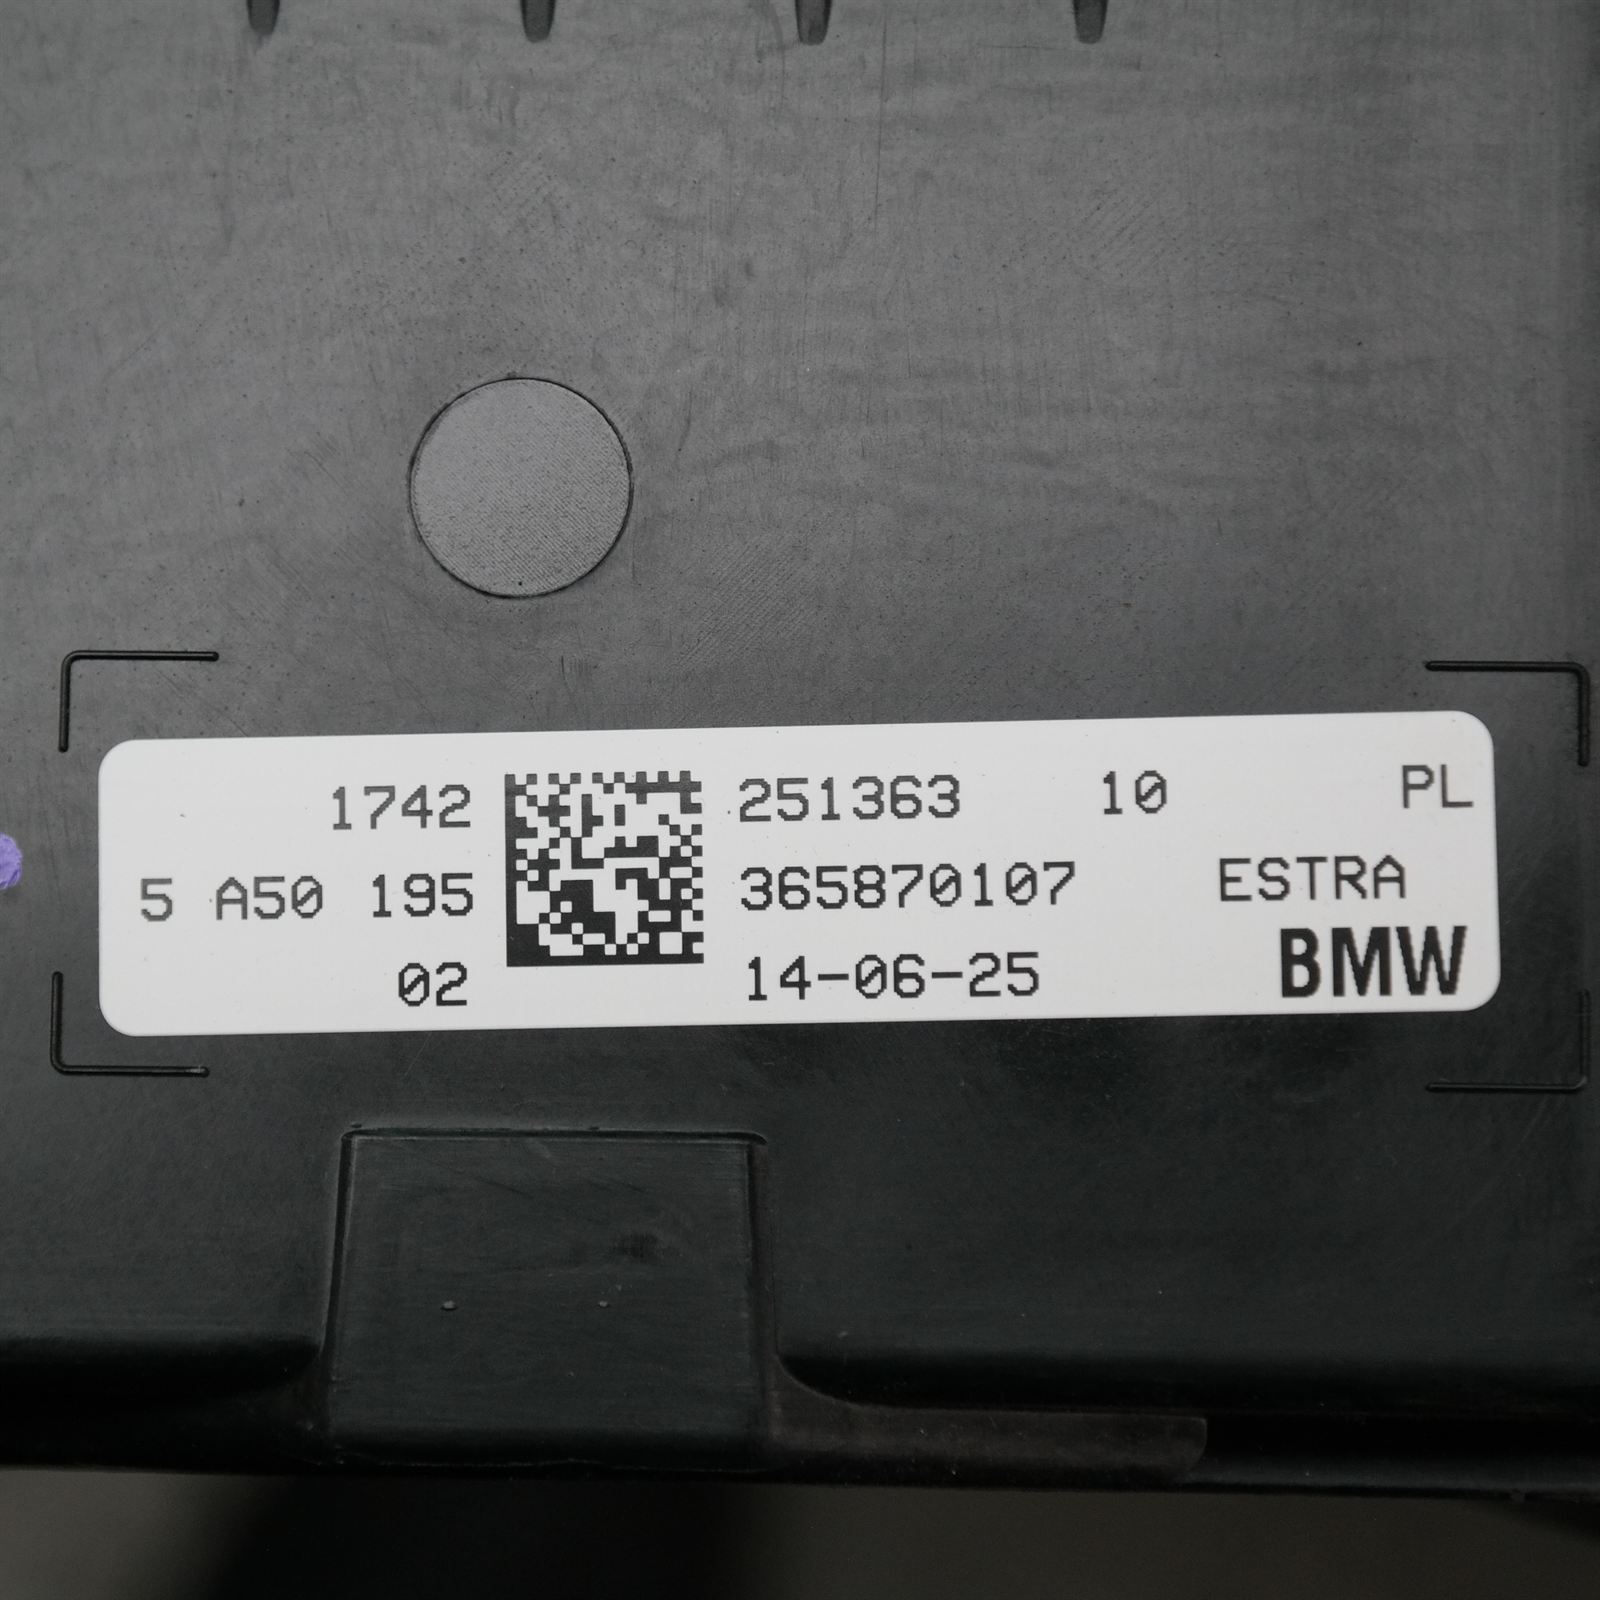 1742 251363 10 PL
5 A50 195 365870107 ESTRA
02 14-06-25 BMW